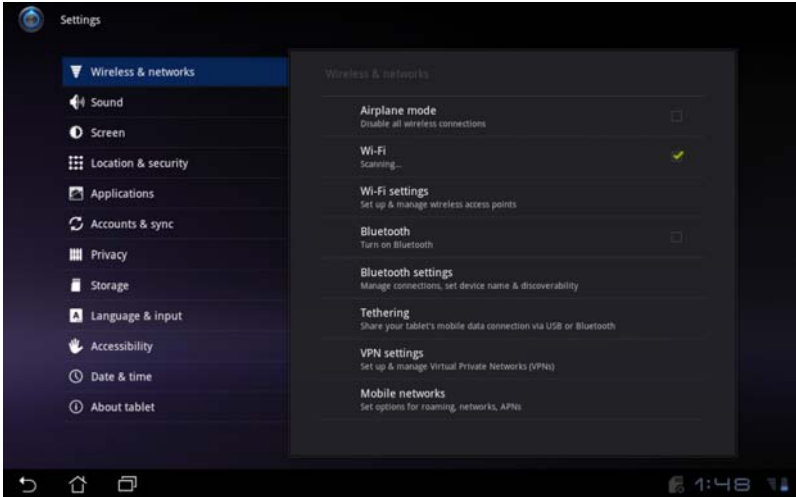 Settings
Wireless & networks
Sound
Screen
Location & security
Applications
Accounts & sync
Privacy
Storage
A Language & input
Accessibility
Date & time
About tablet
Wireless & networks
Airplane mode
Disable all wireless connections
Wi-Fi
Scanning...
Wi-Fi settings
Set up & manage wireless access points
Bluetooth
Turn on Bluetooth
Bluetooth settings
Manage connections, set device name & discoverability
Tethering
Share your tablet's mobile data connection via USB or Bluetooth
VPN settings
Set up & manage Virtual Private Networks (VPNs)
Mobile networks
Set options for roaming, networks, APNs
1:48